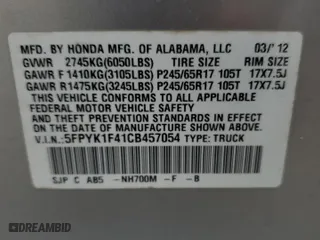 MFD. BY HONDA MFG. OF ALABAMA, LLC 03/'12
GVWR 2745KG(6050LBS) TIRE SIZE RIM SIZE
GAWR F 1410KG(3105LBS) P245/65R17 105T 17X7.5J
GAWR R1475KG(3245LBS) P245/65R17 105T 17X7.5J
THIS VEHICLE CONFORMS TO ALL APPLICABLE
FEDERAL MOTOR VEHICLE SAFETY AND
THEFT PREVENTION STANDARDS IN EFFECT ON
THE DATE OF MANUFACTURE SHOWN ABOVE.
V.I.N.: 5FPYK1F41CB457054 TYPE: TRUCK
SJP C AB5 -NH700M -F -B
AUTOHELPERBOT.COM